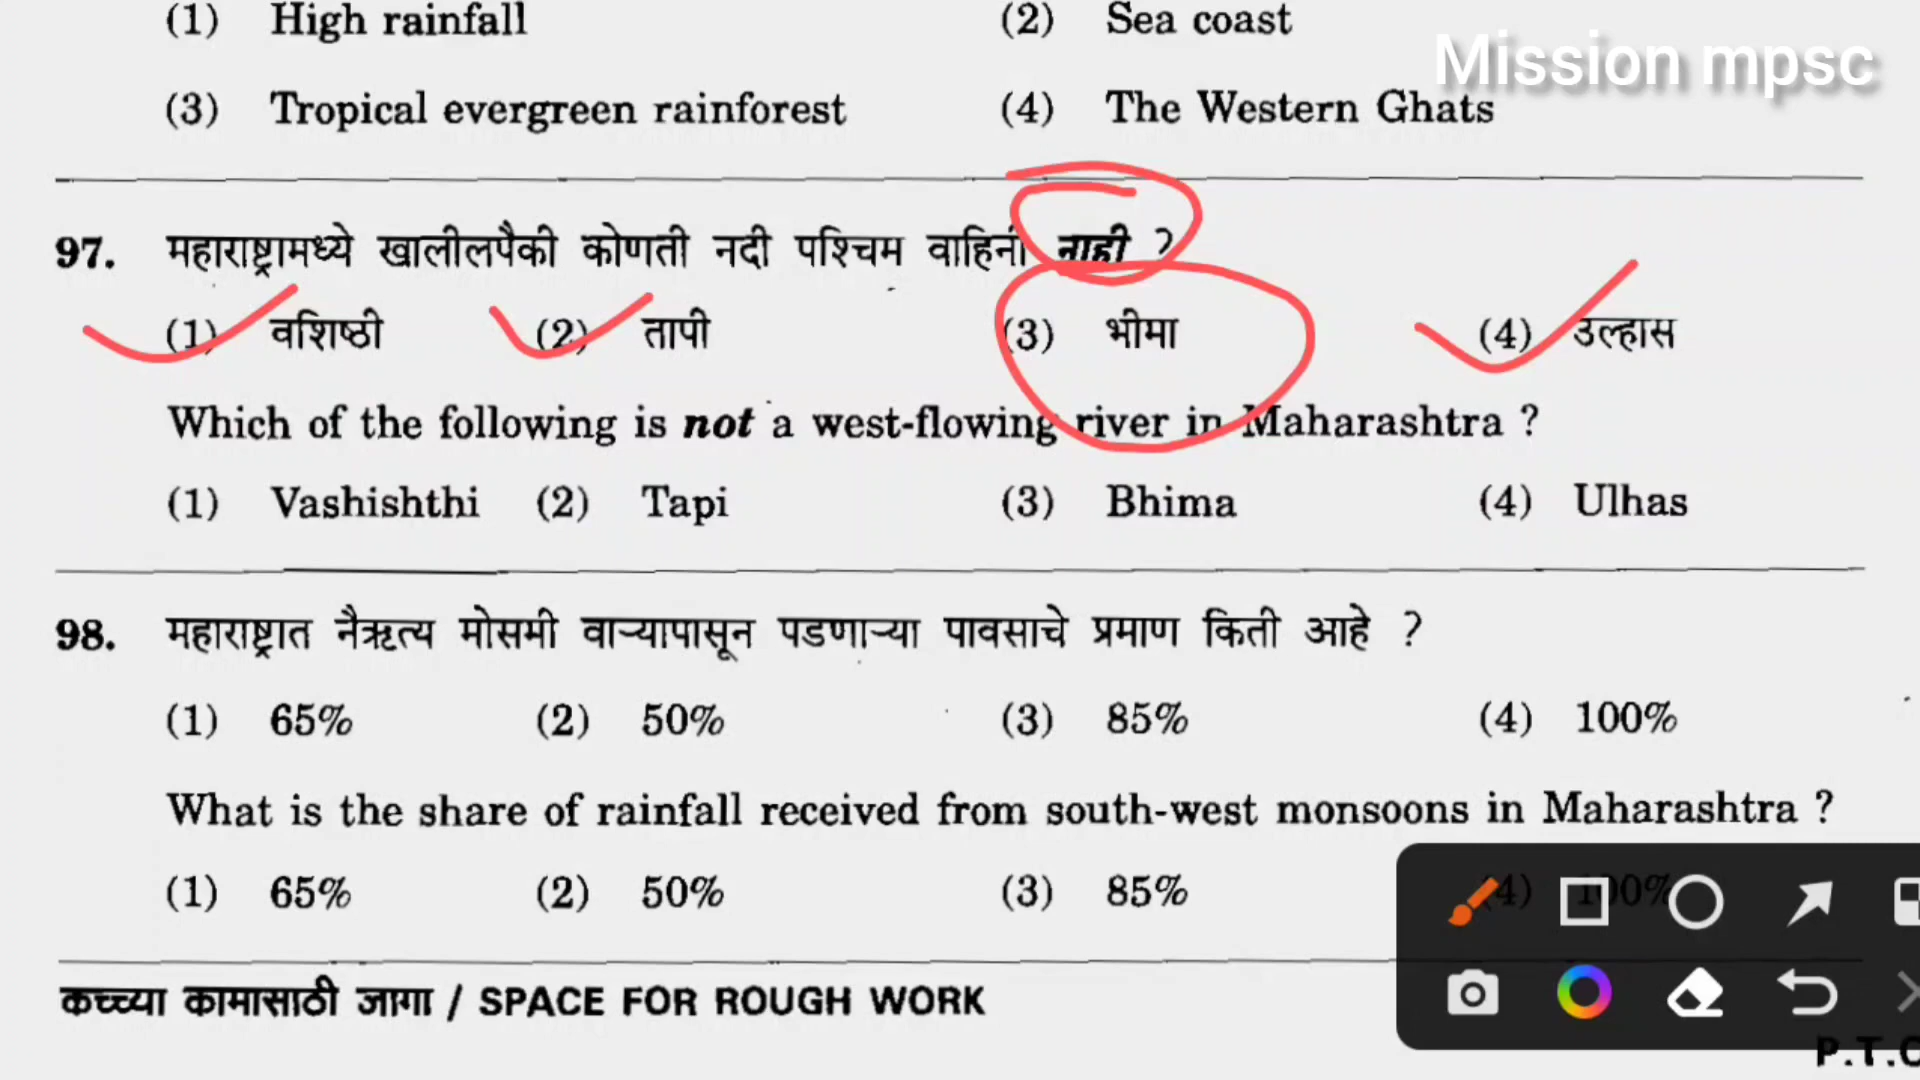 (1) High rainfall (2) Sea coast
Mission mpsc
(3) Tropical evergreen rainforest (4) The Western Ghats
97. महाराष्ट्रामध्ये खालीलपैकी कोणती नदी पश्चिम वाहिनी नाही ?
(1) वशिष्ठी (2) तापी (3) भीमा (4) उल्हास
Which of the following is not a west-flowing river in Maharashtra ?
(1) Vashishthi (2) Tapi (3) Bhima (4) Ulhas
98. महाराष्ट्रात नैऋत्य मोसमी वाऱ्यापासून पडणाऱ्या पावसाचे प्रमाण किती आहे ?
(1) 65% (2) 50% (3) 85% (4) 100%
What is the share of rainfall received from south-west monsoons in Maharashtra ?
(1) 65% (2) 50% (3) 85% (4) 100%
कच्च्या कामासाठी जागा / SPACE FOR ROUGH WORK
P.T.O